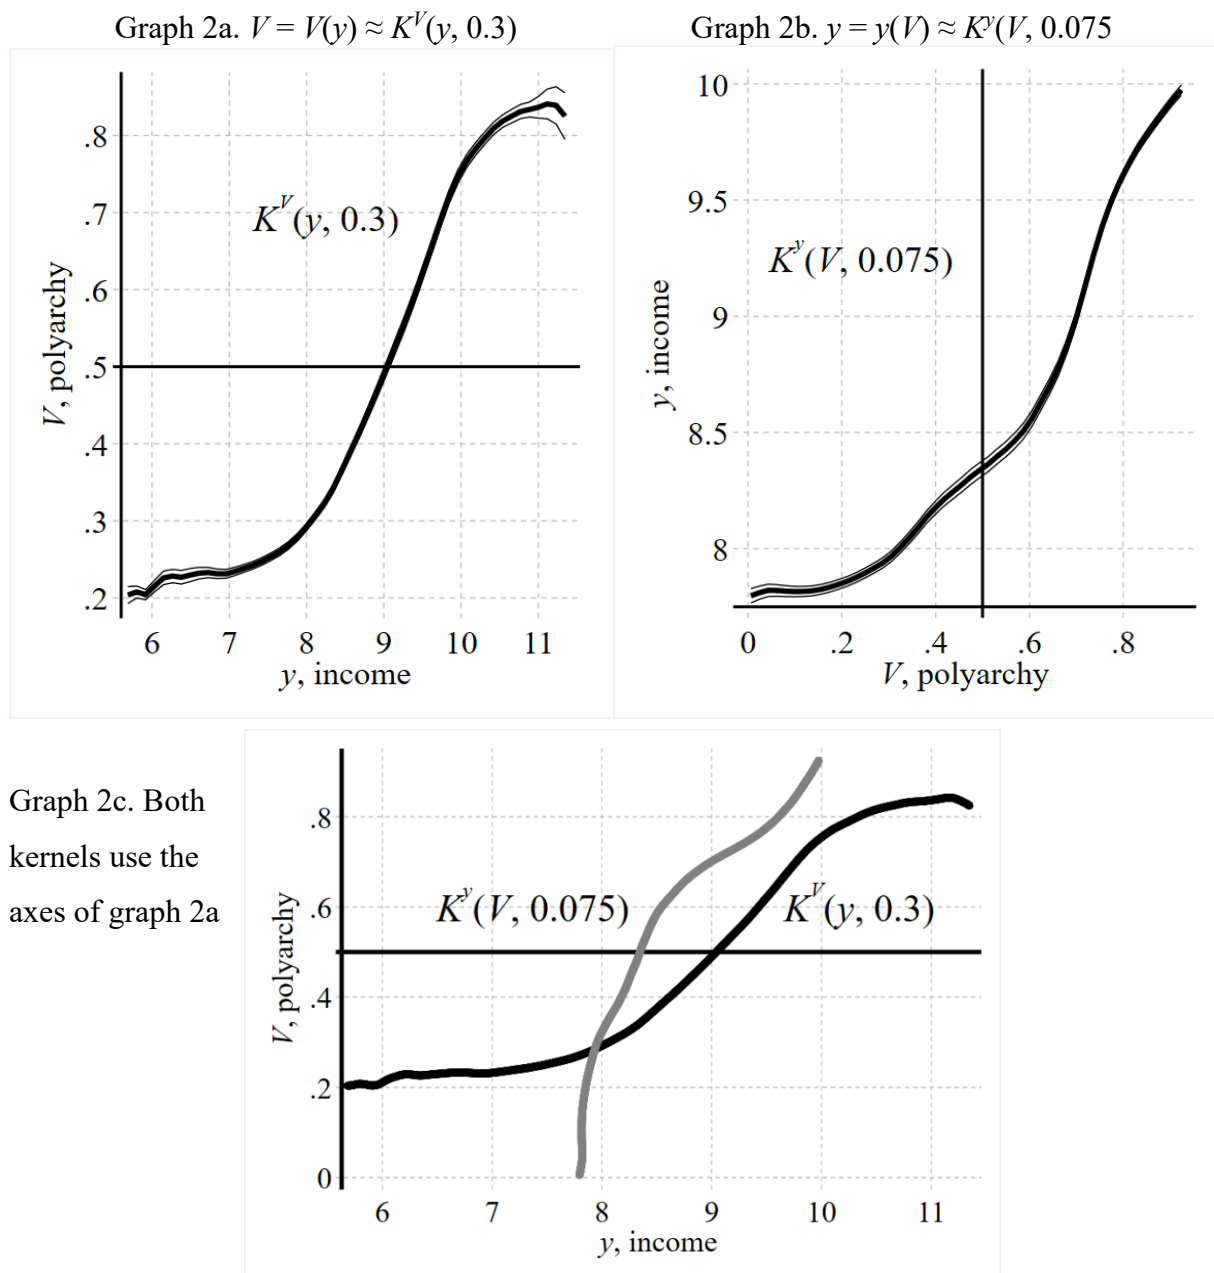 Graph 2a. V = V(y) ≈ K^V(y, 0.3)
Graph 2b. y = y(V) ≈ K^y(V, 0.075
V, polyarchy
.8
.7
.6
.5
.4
.3
.2
K^V(y, 0.3)
6 7 8 9 10 11
y, income
y, income
10
9.5
9
8.5
8
K^y(V, 0.075)
0 .2 .4 .6 .8
V, polyarchy
Graph 2c. Both
kernels use the
axes of graph 2a
V, polyarchy
.8
.6
.4
.2
0
K^y(V, 0.075)
K^V(y, 0.3)
6 7 8 9 10 11
y, income